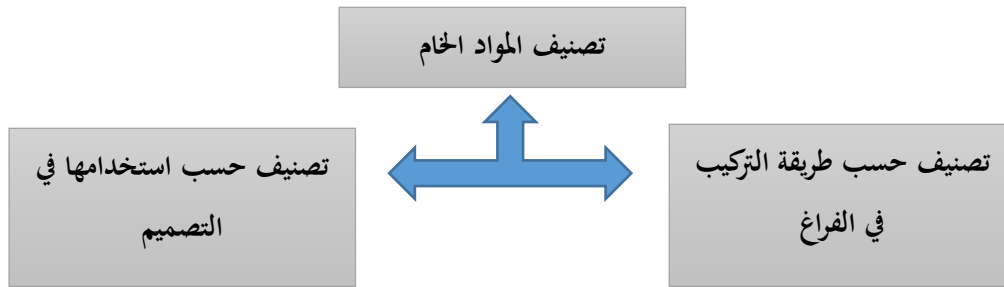 تصنيف المواد الخام
تصنيف حسب طريقة التركيب
في الفراغ
تصنيف حسب استخدامها في
التصميم